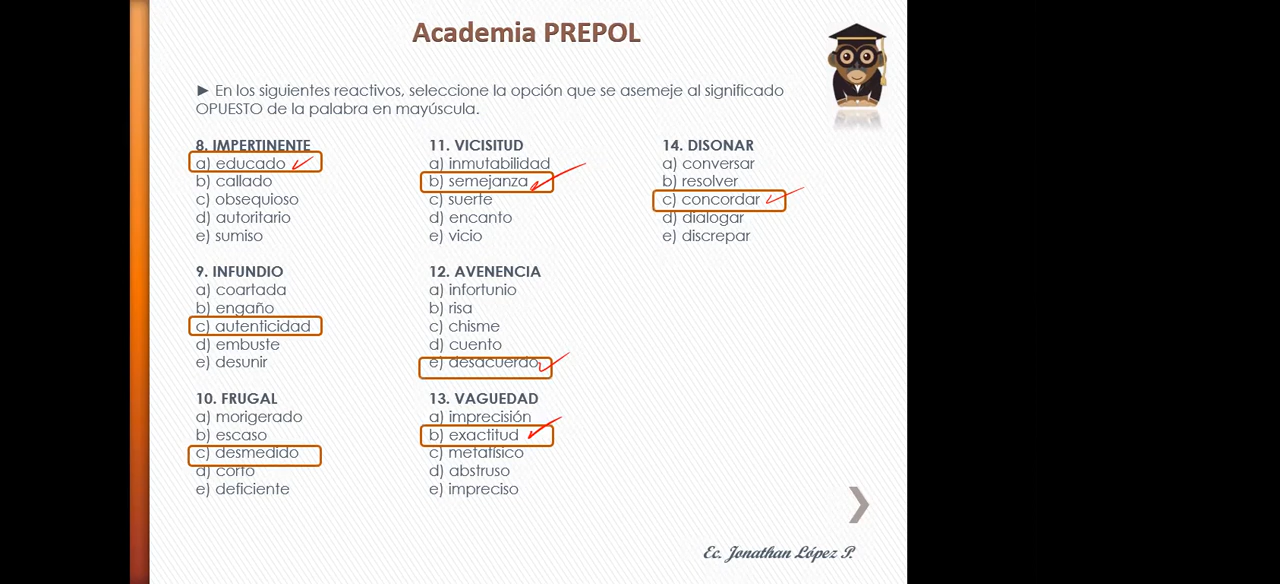 Academia PREPOL
► En los siguientes reactivos, seleccione la opción que se asemeje al significado
OPUESTO de la palabra en mayúscula.
8. IMPERTINENTE
a) educado
b) callado
c) obsequioso
d) autoritario
e) sumiso
9. INFUNDIO
a) coartada
b) engaño
c) autenticidad
d) embuste
e) desunir
10. FRUGAL
a) morigerado
b) escaso
c) desmedido
d) corto
e) deficiente
11. VICISITUD
a) inmutabilidad
b) semejanza
c) suerte
d) encanto
e) vicio
12. AVENENCIA
a) infortunio
b) risa
c) chisme
d) cuento
e) desacuerdo
13. VAGUEDAD
a) imprecisión
b) exactitud
c) metafísico
d) abstruso
e) impreciso
14. DISONAR
a) conversar
b) resolver
c) concordar
d) dialogar
e) discrepar
Ec. Jonathan López P.